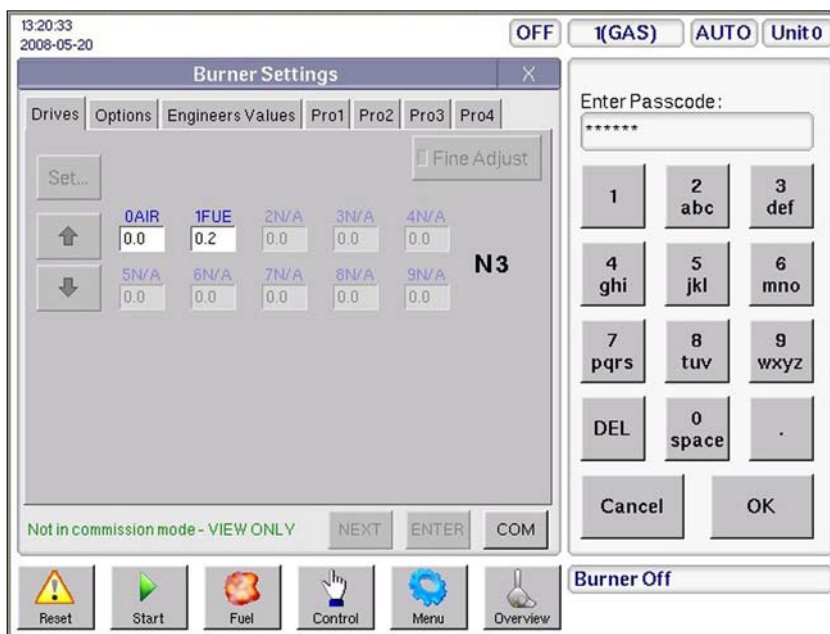 13:20:33
2008-05-20
OFF
1(GAS)
AUTO
Unit 0
Burner Settings
X
Drives
Options
Engineers Values
Pro1
Pro2
Pro3
Pro4
Set...
Fine Adjust
0AIR 1FUE 2N/A 3N/A 4N/A
0.0 0.2 0.0 0.0 0.0
N3
5N/A 6N/A 7N/A 8N/A 9N/A
0.0 0.0 0.0 0.0 0.0
Not in commission mode - VIEW ONLY
NEXT
ENTER
COM
Enter Passcode:
******
1
2
abc
3
def
4
ghi
5
jkl
6
mno
7
pqrs
8
tuv
9
wxyz
DEL
0
space
.
Cancel
OK
Reset
Start
Fuel
Control
Menu
Overview
Burner Off